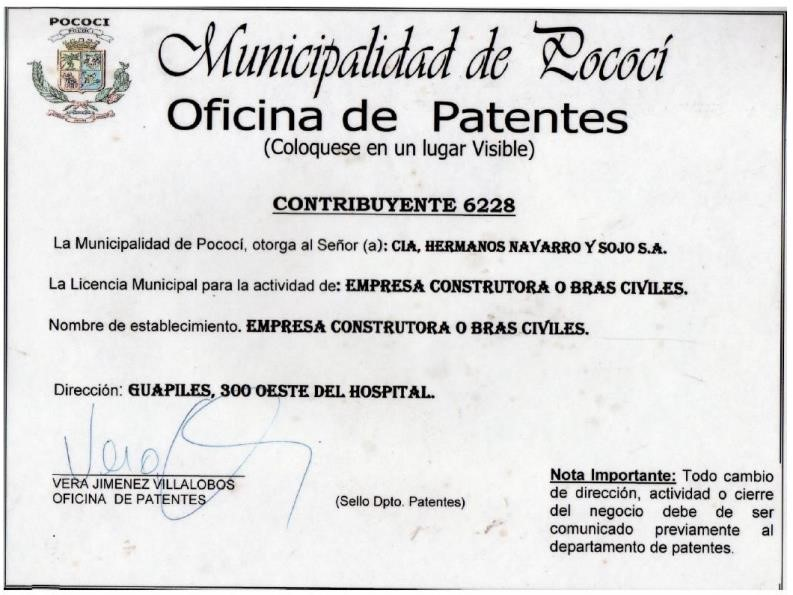 POCOCI
POCOCI
Municipalidad de Pococí
Oficina de Patentes
(Coloquese en un lugar Visible)
CONTRIBUYENTE 6228
La Municipalidad de Pococí, otorga al Señor (a): CIA, HERMANOS NAVARRO Y SOJO S.A.
La Licencia Municipal para la actividad de: EMPRESA CONSTRUTORA O BRAS CIVILES.
Nombre de establecimiento. EMPRESA CONSTRUTORA O BRAS CIVILES.
Dirección: GUAPILES, 300 OESTE DEL HOSPITAL.
Vera
VERA JIMENEZ VILLALOBOS
OFICINA DE PATENTES
(Sello Dpto. Patentes)
Nota Importante: Todo cambio
de dirección, actividad o cierre
del negocio debe de ser
comunicado previamente al
departamento de patentes.